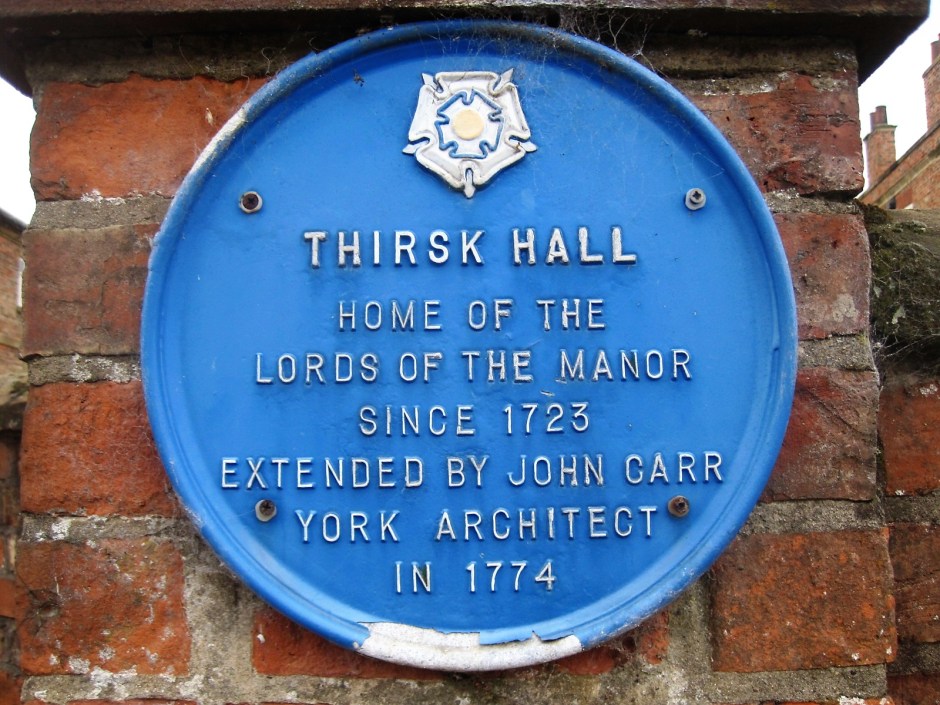 THIRSK HALL
HOME OF THE
LORDS OF THE MANOR
SINCE 1723
EXTENDED BY JOHN CARR
YORK ARCHITECT
IN 1774